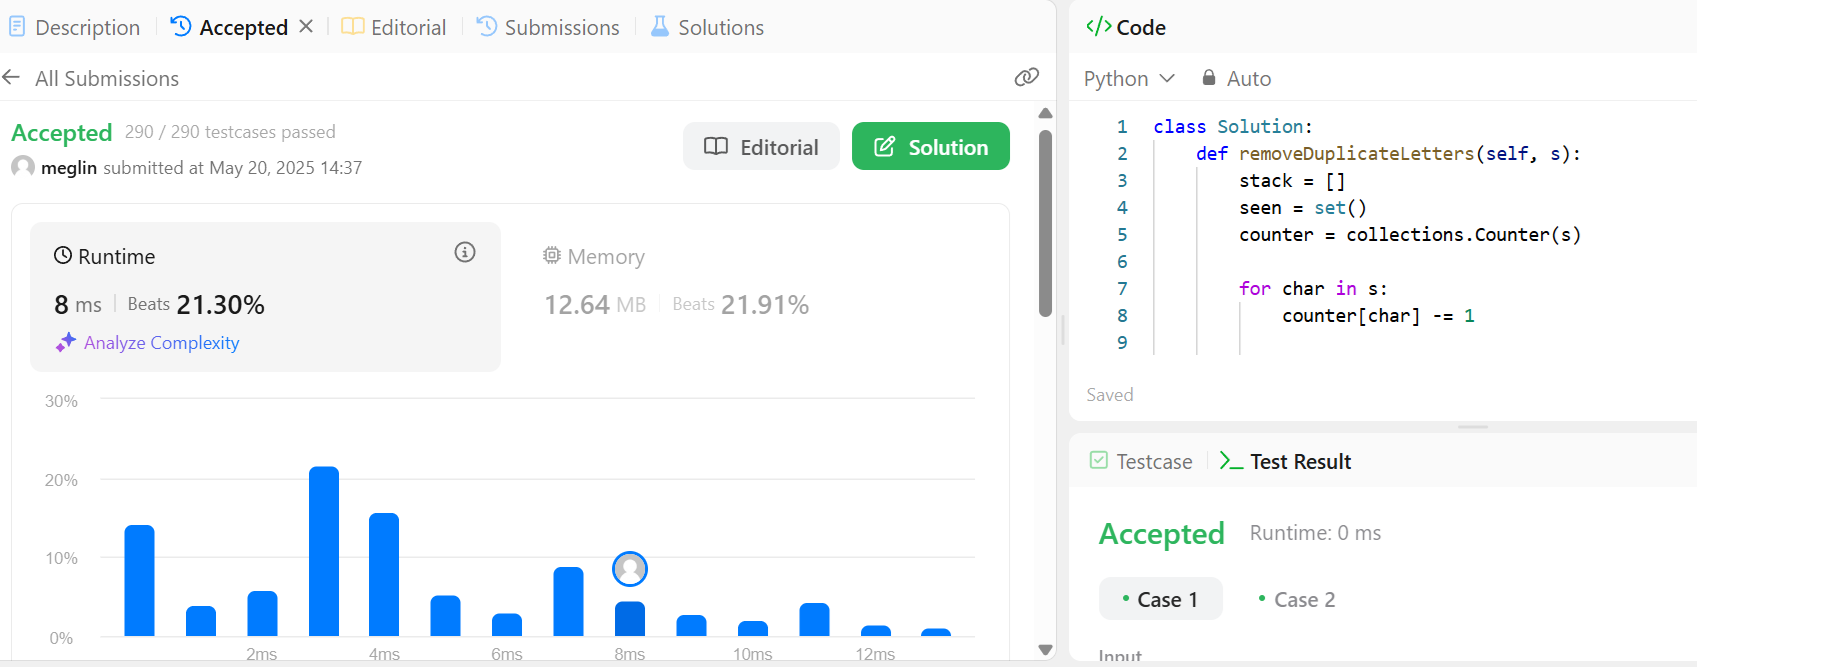 Description
Accepted
Editorial
Submissions
Solutions
All Submissions
Accepted 290 / 290 testcases passed
meglin submitted at May 20, 2025 14:37
Editorial
Solution
Runtime
8 ms Beats 21.30%
Analyze Complexity
Memory
12.64 MB Beats 21.91%
30%
20%
10%
0%
2ms 4ms 6ms 8ms 10ms 12ms
</> Code
Python Auto
1 class Solution:
2     def removeDuplicateLetters(self, s):
3         stack = []
4         seen = set()
5         counter = collections.Counter(s)
6
7         for char in s:
8             counter[char] -= 1
9
Saved
Testcase
Test Result
Accepted Runtime: 0 ms
Case 1
Case 2
Input